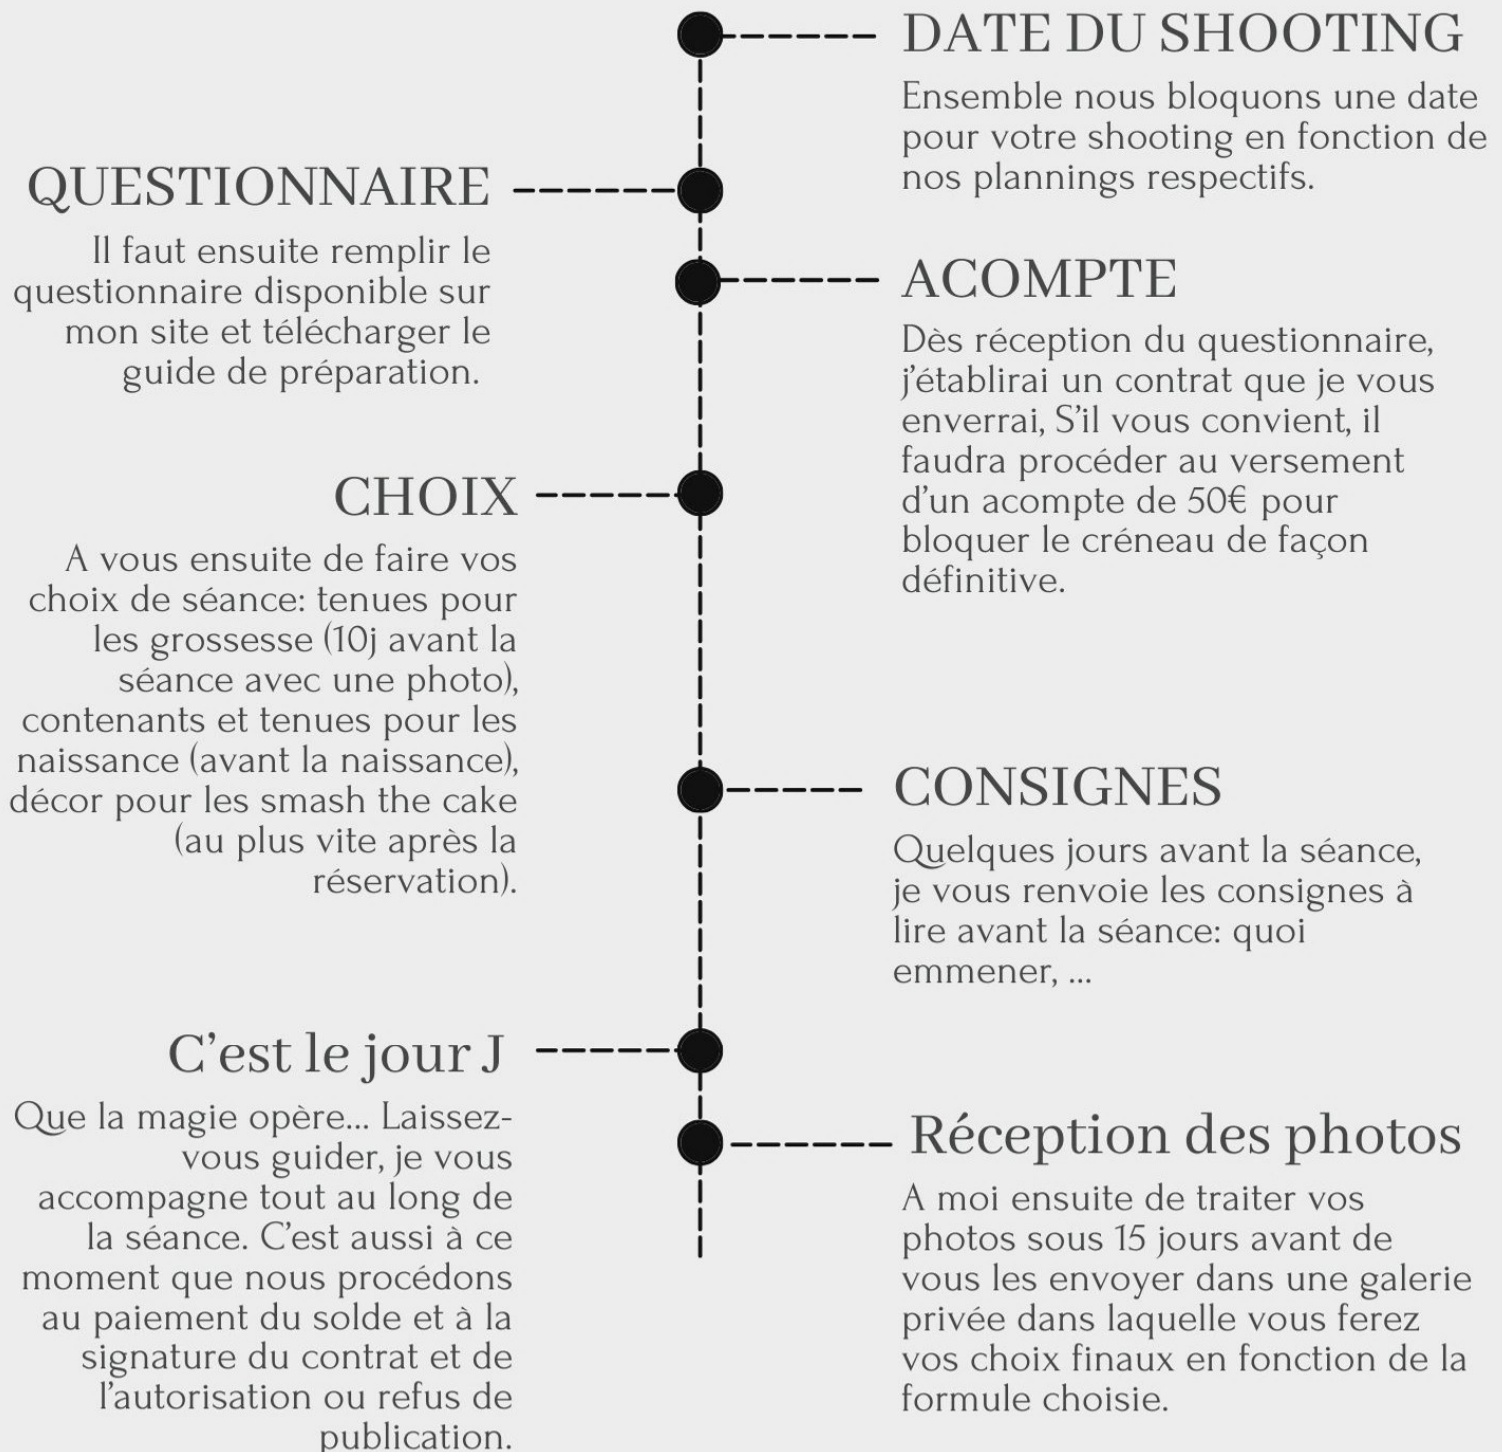 DATE DU SHOOTING
Ensemble nous bloquons une date
pour votre shooting en fonction de
nos plannings respectifs.
QUESTIONNAIRE
Il faut ensuite remplir le
questionnaire disponible sur
mon site et télécharger le
guide de préparation.
ACOMPTE
Dès réception du questionnaire,
j'établirai un contrat que je vous
enverrai, S'il vous convient, il
faudra procéder au versement
d'un acompte de 50€ pour
bloquer le créneau de façon
définitive.
CHOIX
A vous ensuite de faire vos
choix de séance: tenues pour
les grossesse (10j avant la
séance avec une photo),
contenants et tenues pour les
naissance (avant la naissance),
décor pour les smash the cake
(au plus vite après la
réservation).
CONSIGNES
Quelques jours avant la séance,
je vous renvoie les consignes à
lire avant la séance: quoi
emmener, ...
C'est le jour J
Que la magie opère... Laissez-
vous guider, je vous
accompagne tout au long de
la séance. C'est aussi à ce
moment que nous procédons
au paiement du solde et à la
signature du contrat et de
l'autorisation ou refus de
publication.
Réception des photos
A moi ensuite de traiter vos
photos sous 15 jours avant de
vous les envoyer dans une galerie
privée dans laquelle vous ferez
vos choix finaux en fonction de la
formule choisie.